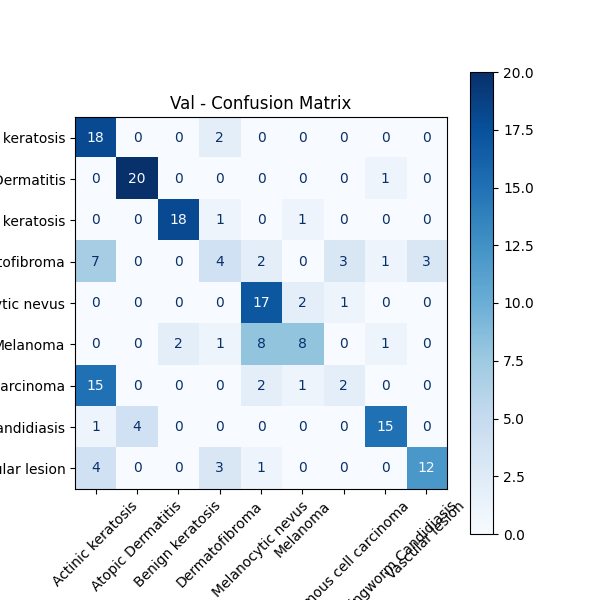 Val - Confusion Matrix
keratosis 18 0 0 2 0 0 0 0 0
Dermatitis 0 20 0 0 0 0 0 1 0
keratosis 0 0 18 1 0 1 0 0 0
tofibroma 7 0 0 4 2 0 3 1 3
tic nevus 0 0 0 0 17 2 1 0 0
Melanoma 0 0 2 1 8 8 0 1 0
arcinoma 15 0 0 0 2 1 2 0 0
andidiasis 1 4 0 0 0 0 0 15 0
ular lesion 4 0 0 3 1 0 0 0 12
Actinic keratosis
Atopic Dermatitis
Benign keratosis
Dermatofibroma
Melanocytic nevus
Melanoma
mous cell carcinoma
ngworm Candidiasis
Vascular lesion
20.0
17.5
15.0
12.5
10.0
7.5
5.0
2.5
0.0